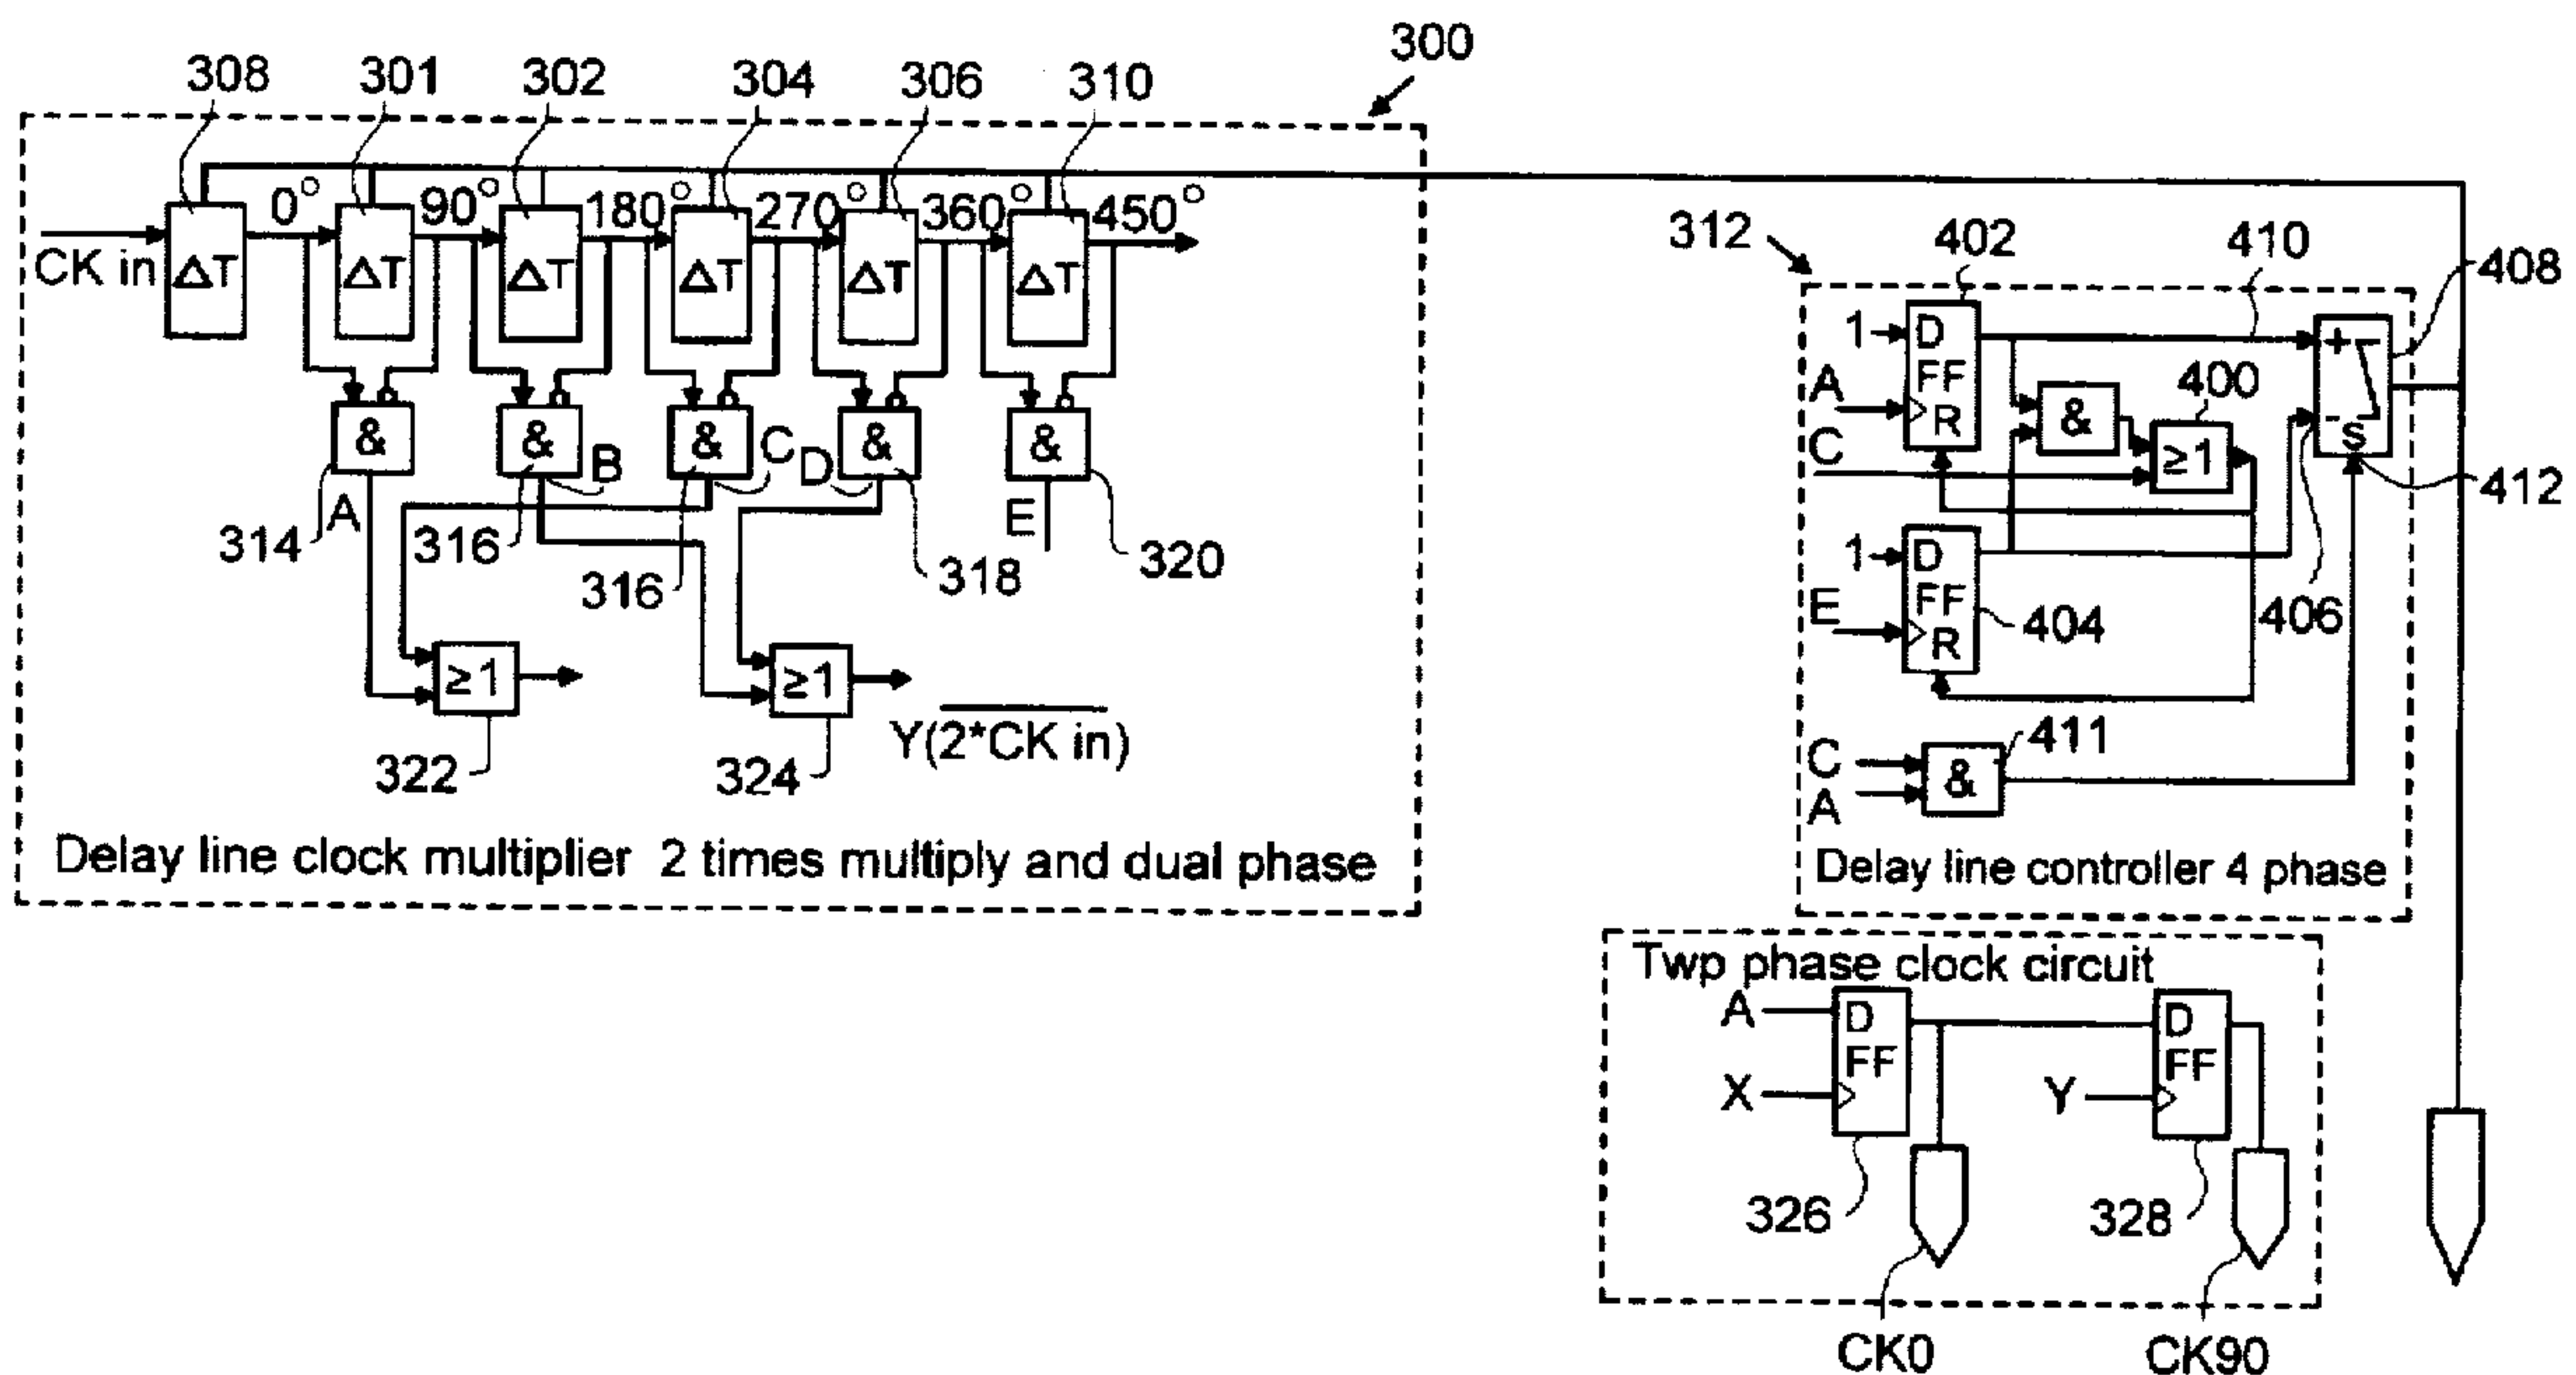 300
308 301 302 304 306 310
0° 90° 180° 270° 360° 450°
CK in ΔT ΔT ΔT ΔT ΔT ΔT
& & & & &
A B C D E
314 316 316 318 320
≥1 ≥1
322 324
Y(2*CK in)
Delay line clock multiplier 2 times multiply and dual phase
312 402 410 408
1 D FF R
A
C
& ≥1 400
+ - S
412
406
1 D FF R
E
404
C
A
& 411
Delay line controller 4 phase
Twp phase clock circuit
A D FF X
D FF Y
326 328
CK0 CK90